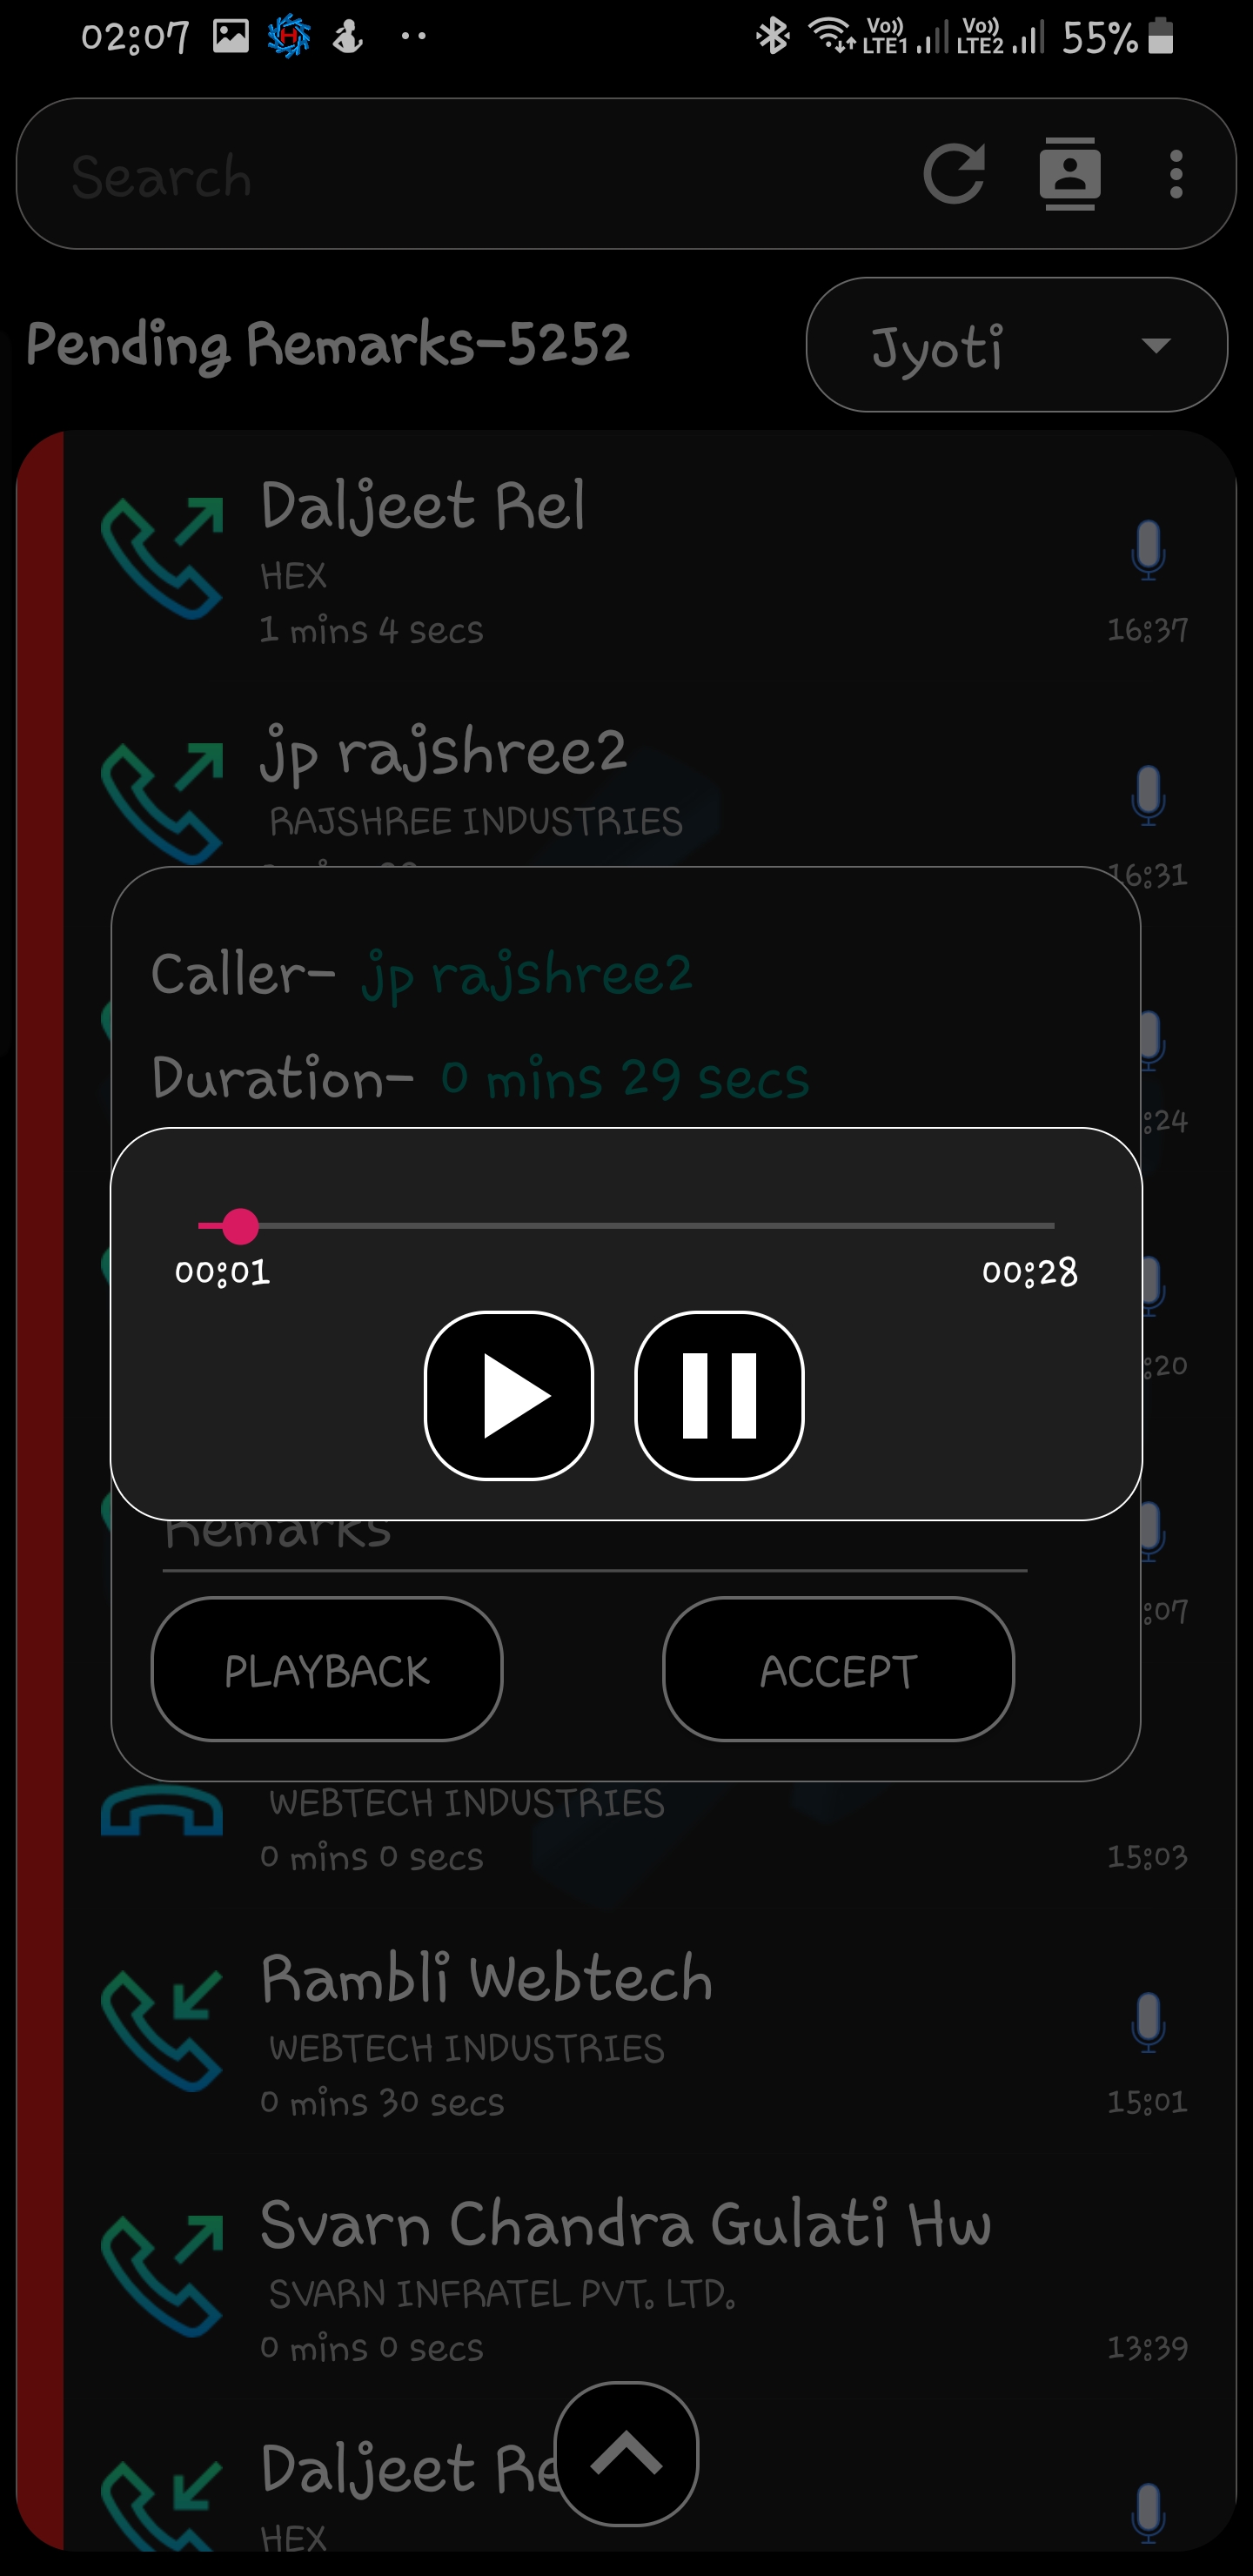 02:07 Vo)) LTE1 Vo)) LTE2 55%
Search
Pending Remarks-5252 Jyoti
Daljeet Rel
HEX
1 mins 4 secs 16:37
jp rajshree2
RAJSHREE INDUSTRIES
16:31
Caller- jp rajshree2
:24
Duration- 0 mins 29 secs
00:01 00:28
:20
Remarks
:07
PLAYBACK ACCEPT
WEBTECH INDUSTRIES
0 mins 0 secs 15:03
Rambli Webtech
WEBTECH INDUSTRIES
0 mins 30 secs 15:01
Svarn Chandra Gulati Hw
SVARN INFRATEL PVT. LTD.
0 mins 0 secs 13:39
Daljeet Re
HEX